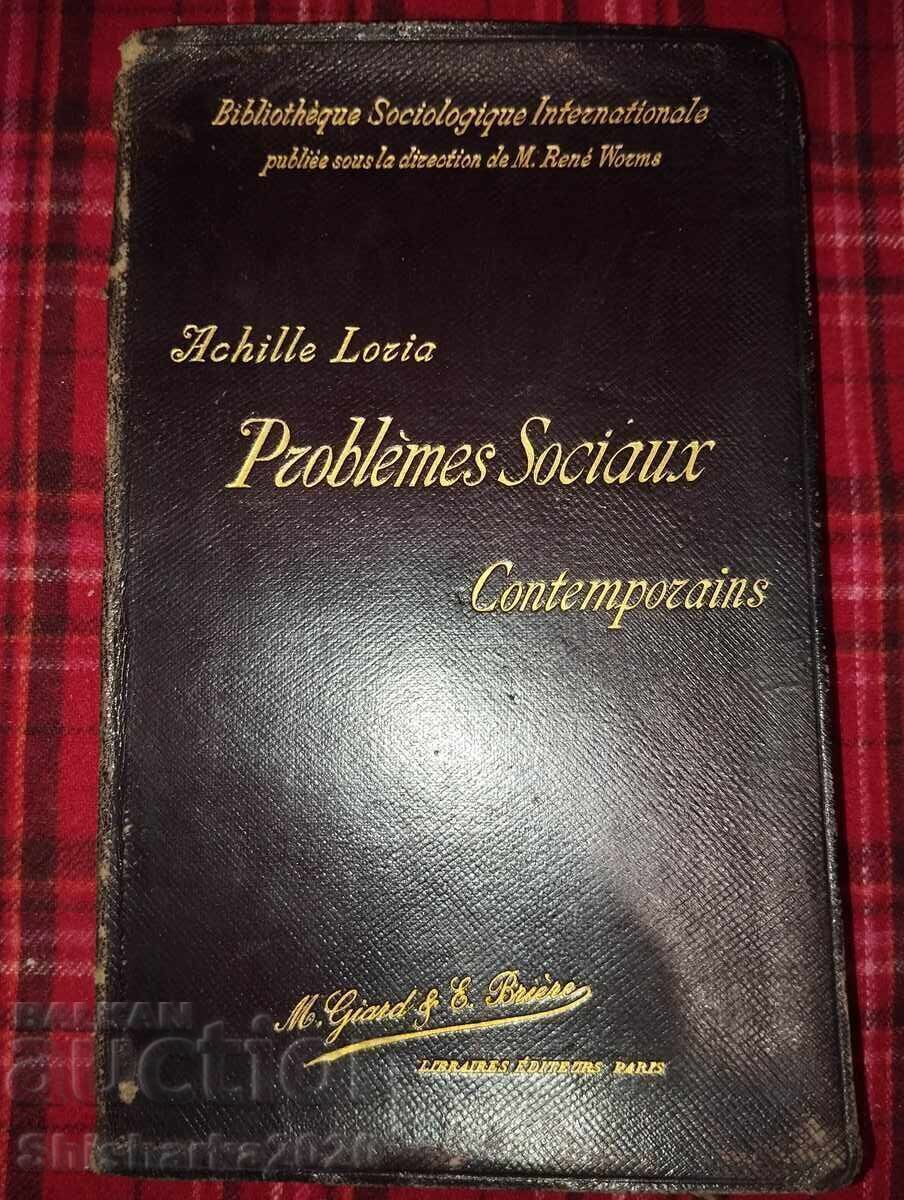 Bibliothèque Sociologique Internationale
publiée sous la direction de M. René Worms
Achille Loria
Problèmes Sociaux
Contemporains
M. Giard & E. Brière
LIBRAIRES ÉDITEURS PARIS
BALKAN
auction
Shisharka2020